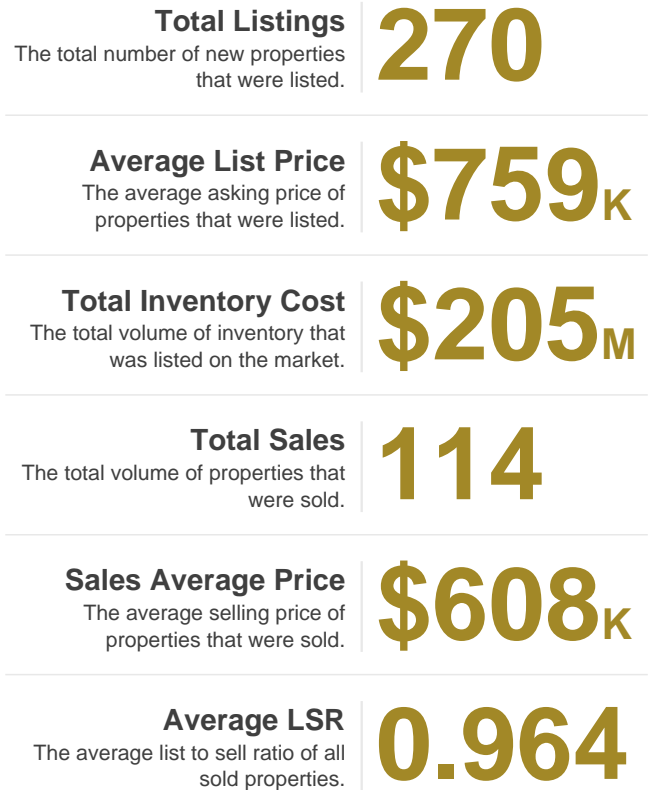 Total Listings
The total number of new properties
that were listed.
270
Average List Price
The average asking price of
properties that were listed.
$759K
Total Inventory Cost
The total volume of inventory that
was listed on the market.
$205M
Total Sales
The total volume of properties that
were sold.
114
Sales Average Price
The average selling price of
properties that were sold.
$608K
Average LSR
The average list to sell ratio of all
sold properties.
0.964